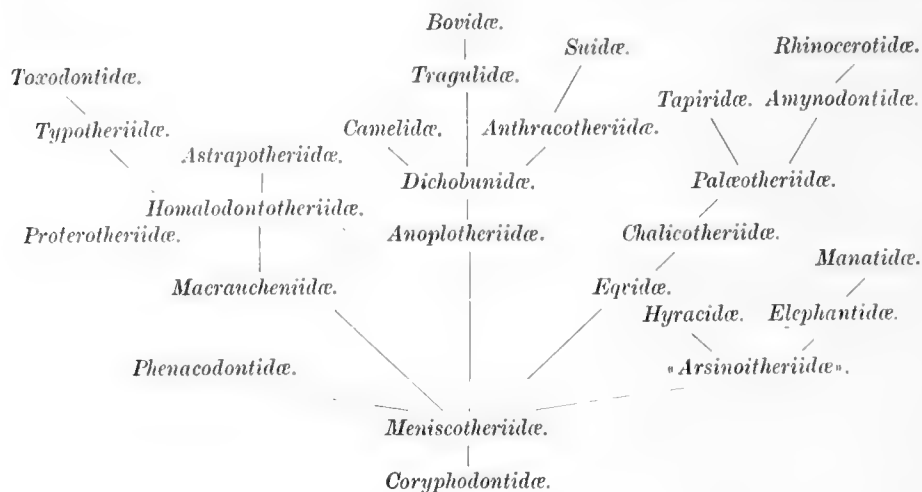 Bovidæ.
Suidæ.
Rhinocerotidæ.
Toxodontidæ.
Tragulidæ.
Tapiridæ. Amynodontidæ.
Typotheriidæ.
Camelidæ.
Anthracotheriidæ.
Astrapotheriidæ.
Dichobunidæ.
Palæotheriidæ.
Homalodontotheriidæ.
Proterotheriidæ.
Anoplotheriidæ.
Chalicotheriidæ.
Manatidæ.
Macraucheniidæ.
Eqvidæ.
Hyracidæ.
Elephantidæ.
Phenacodontidæ.
«Arsinoitheriidæ».
Meniscotheriidæ.
Coryphodontidæ.